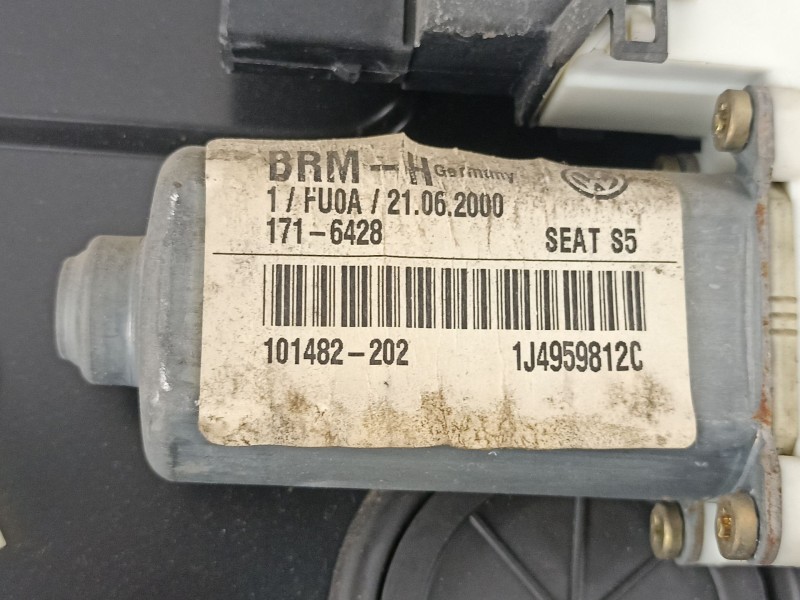 BRM-H Germany
1 / FU0A / 21.06.2000
171-6428 SEAT S5
101482-202 1J4959812C